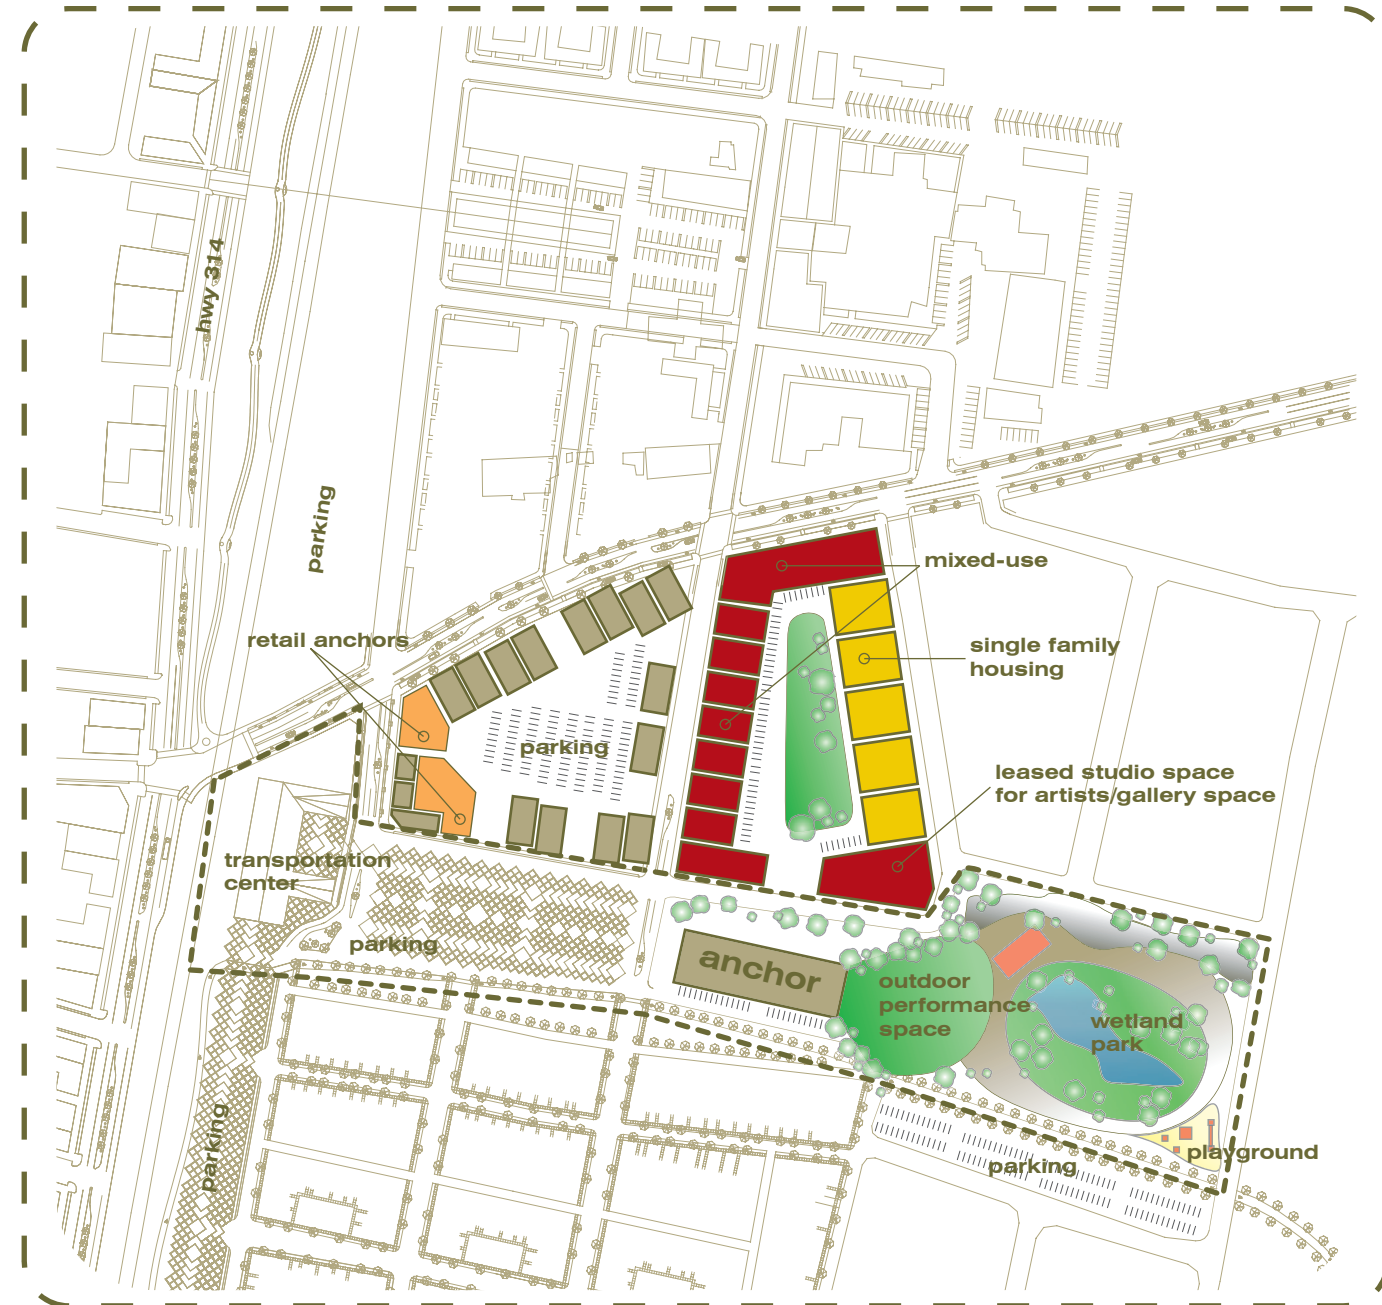 hwy 314
parking
mixed-use
retail anchors
single family
housing
parking
leased studio space
for artists/gallery space
transportation
center
parking
anchor
outdoor
performance
space
wetland
park
parking
playground
parking